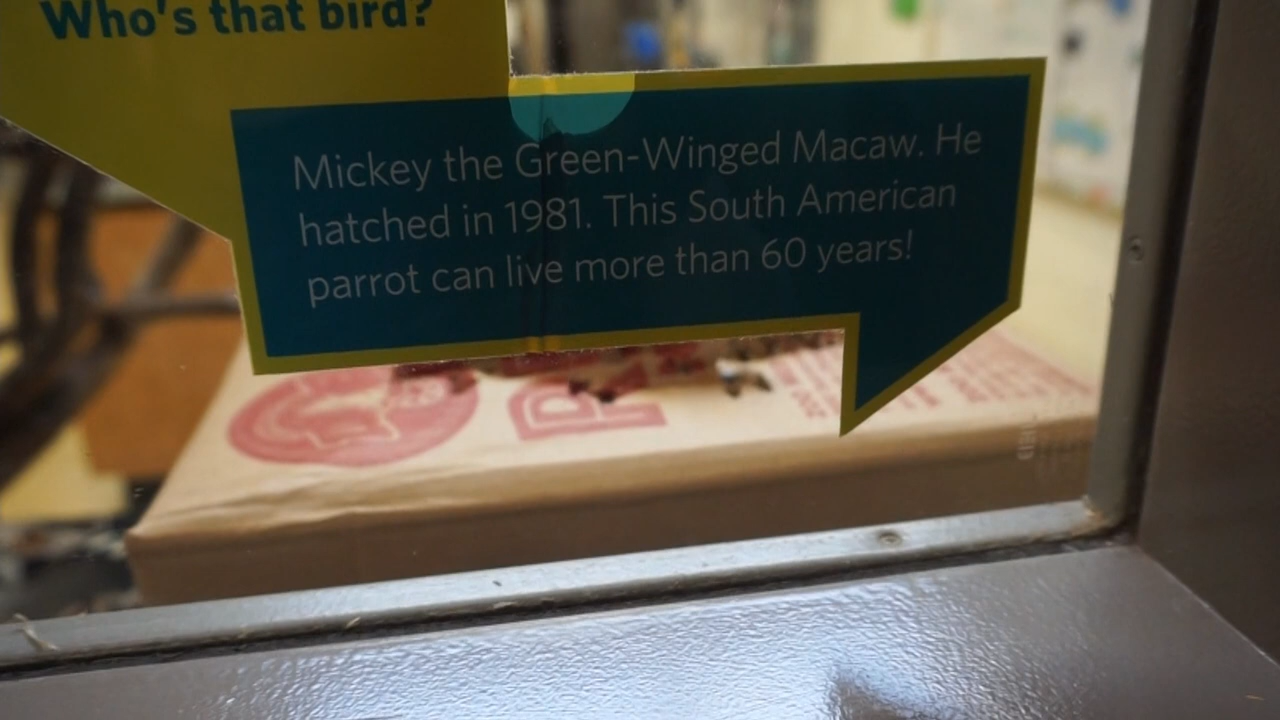 Who's that bird?
Mickey the Green-Winged Macaw. He
hatched in 1981. This South American
parrot can live more than 60 years!